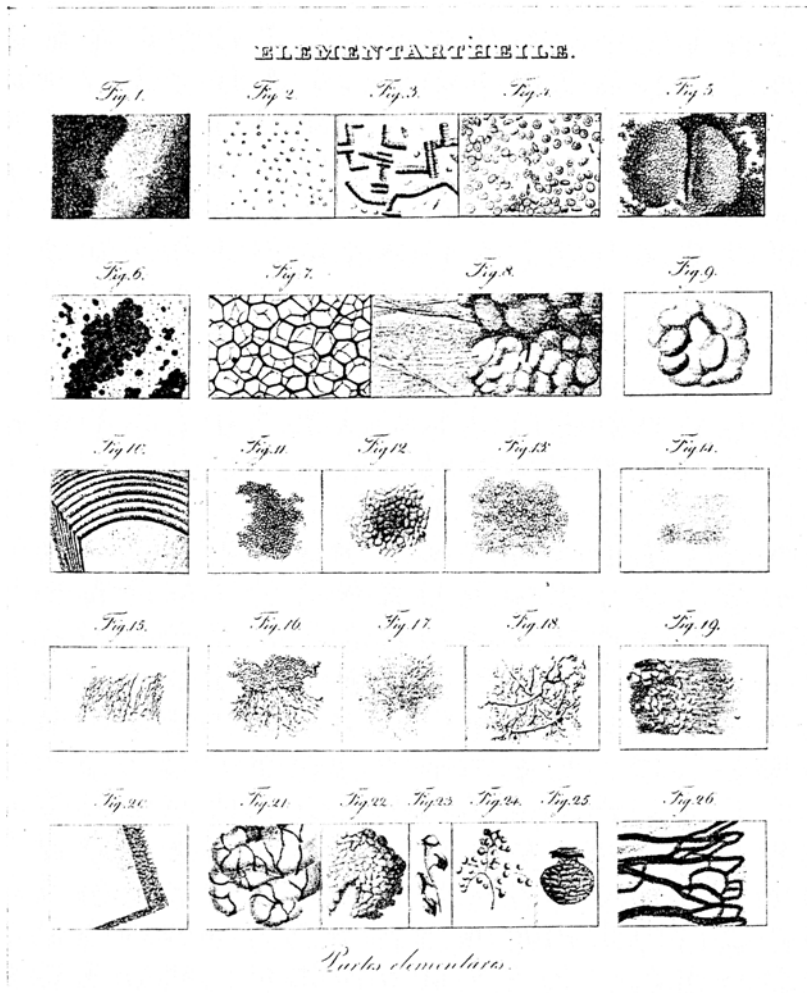 ELEMENTARTHEILE.
Fig. 1. Fig. 2. Fig. 3. Fig. 4. Fig. 5
Fig. 6. Fig. 7. Fig. 8. Fig. 9.
Fig. 10. Fig. 11. Fig. 12. Fig. 13. Fig. 14.
Fig. 15. Fig. 16. Fig. 17. Fig. 18. Fig. 19.
Fig. 20. Fig. 21. Fig. 22. Fig. 23 Fig. 24. Fig. 25. Fig. 26.
Partes elementares.